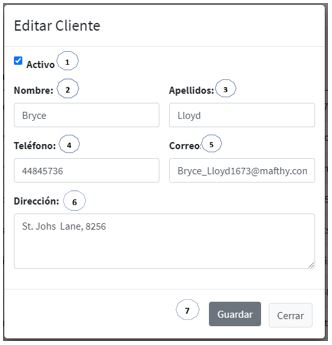 Editar Cliente
Activo 1
Nombre: 2 Apellidos: 3
Bryce Lloyd
Teléfono: 4 Correo: 5
44845736 Bryce_Lloyd1673@mafthy.con
Dirección: 6
St. Johs Lane, 8256
7 Guardar Cerrar